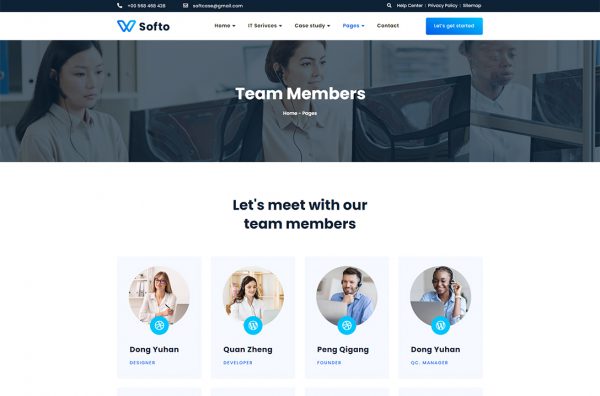 +00 568 468 428
softcase@gmail.com
Help Center | Privacy Policy | Sitemap
Softo
Home
IT Serivces
Case study
Pages
Contact
Let's get started
Team Members
Home - Pages
Let's meet with our
team members
Dong Yuhan
DESIGNER
Quan Zheng
DEVELOPER
Peng Qigang
FOUNDER
Dong Yuhan
QC, MANAGER